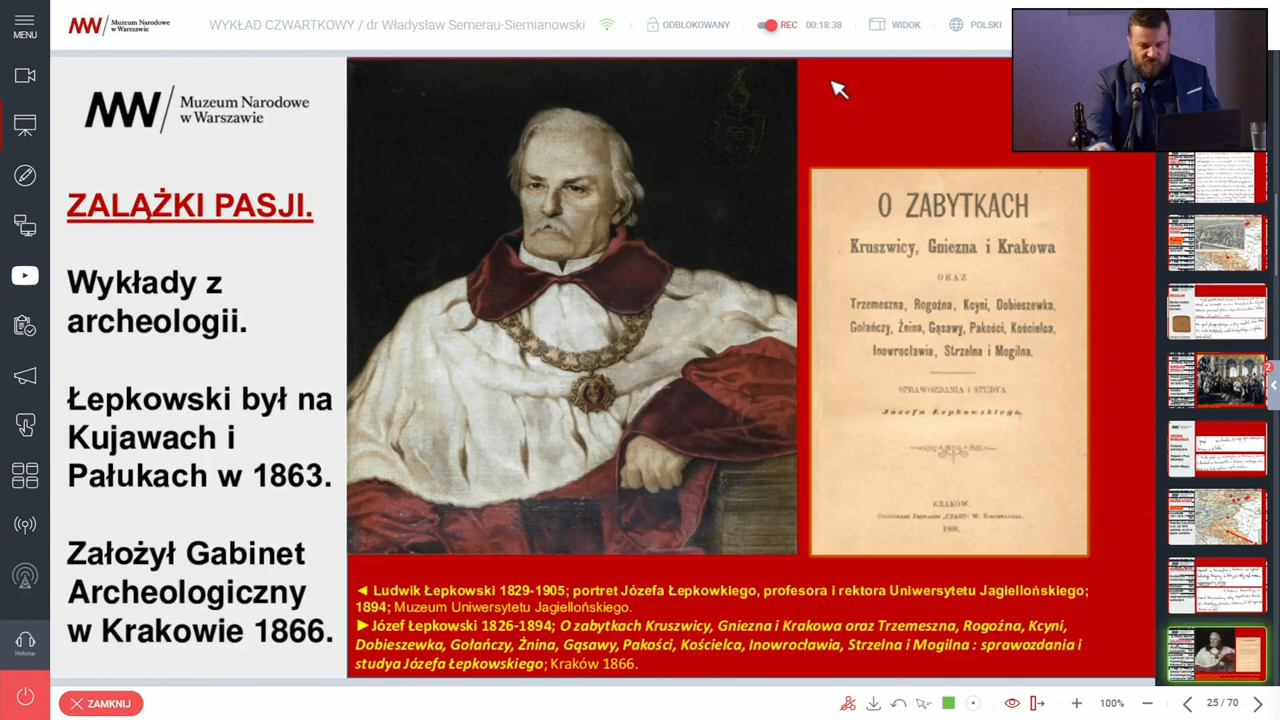 MENU
Muzeum Narodowe
w Warszawie
WYKŁAD CZWARTKOWY / dr Władysław Semerau-Siemianowski
ODBLOKOWANY
REC 00:18:38
WIDOK
POLSKI
Muzeum Narodowe
w Warszawie
ZALĄŻKI PASJI.
Wykłady z
archeologii.
Łepkowski był na
Kujawach i
Pałukach w 1863.
Założył Gabinet
Archeologiczny
w Krakowie 1866.
O ZABYTKACH
Kruszwicy, Gniezna i Krakowa
ORAZ
Trzemeszna, Rogoźna, Kcyni, Dobieszewka,
Gołańczy, Żnina, Gąsawy, Pakości, Kościelca,
Inowrocławia, Strzelna i Mogilna.
SPRAWOZDANIA i STUDYA
Józefa Łepkowskiego.
KRAKÓW.
1866.
◄ Ludwik Łepkowski 1829-1905; portret Józefa Łepkowkiego, profesora i rektora Uniwersytetu Jagiellońskiego;
1894; Muzeum Uniwersytetu Jagiellońskiego.
►Józef Łepkowski 1826-1894; O zabytkach Kruszwicy, Gniezna i Krakowa oraz Trzemeszna, Rogoźna, Kcyni,
Dobieszewka, Gołańczy, Żnina, Gąsawy, Pakości, Kościelca, Inowrocławia, Strzelna i Mogilna : sprawozdania i
studya Józefa Łepkowskiego; Kraków 1866.
2
Webinar
ZAMKNIJ
100%
25 / 70